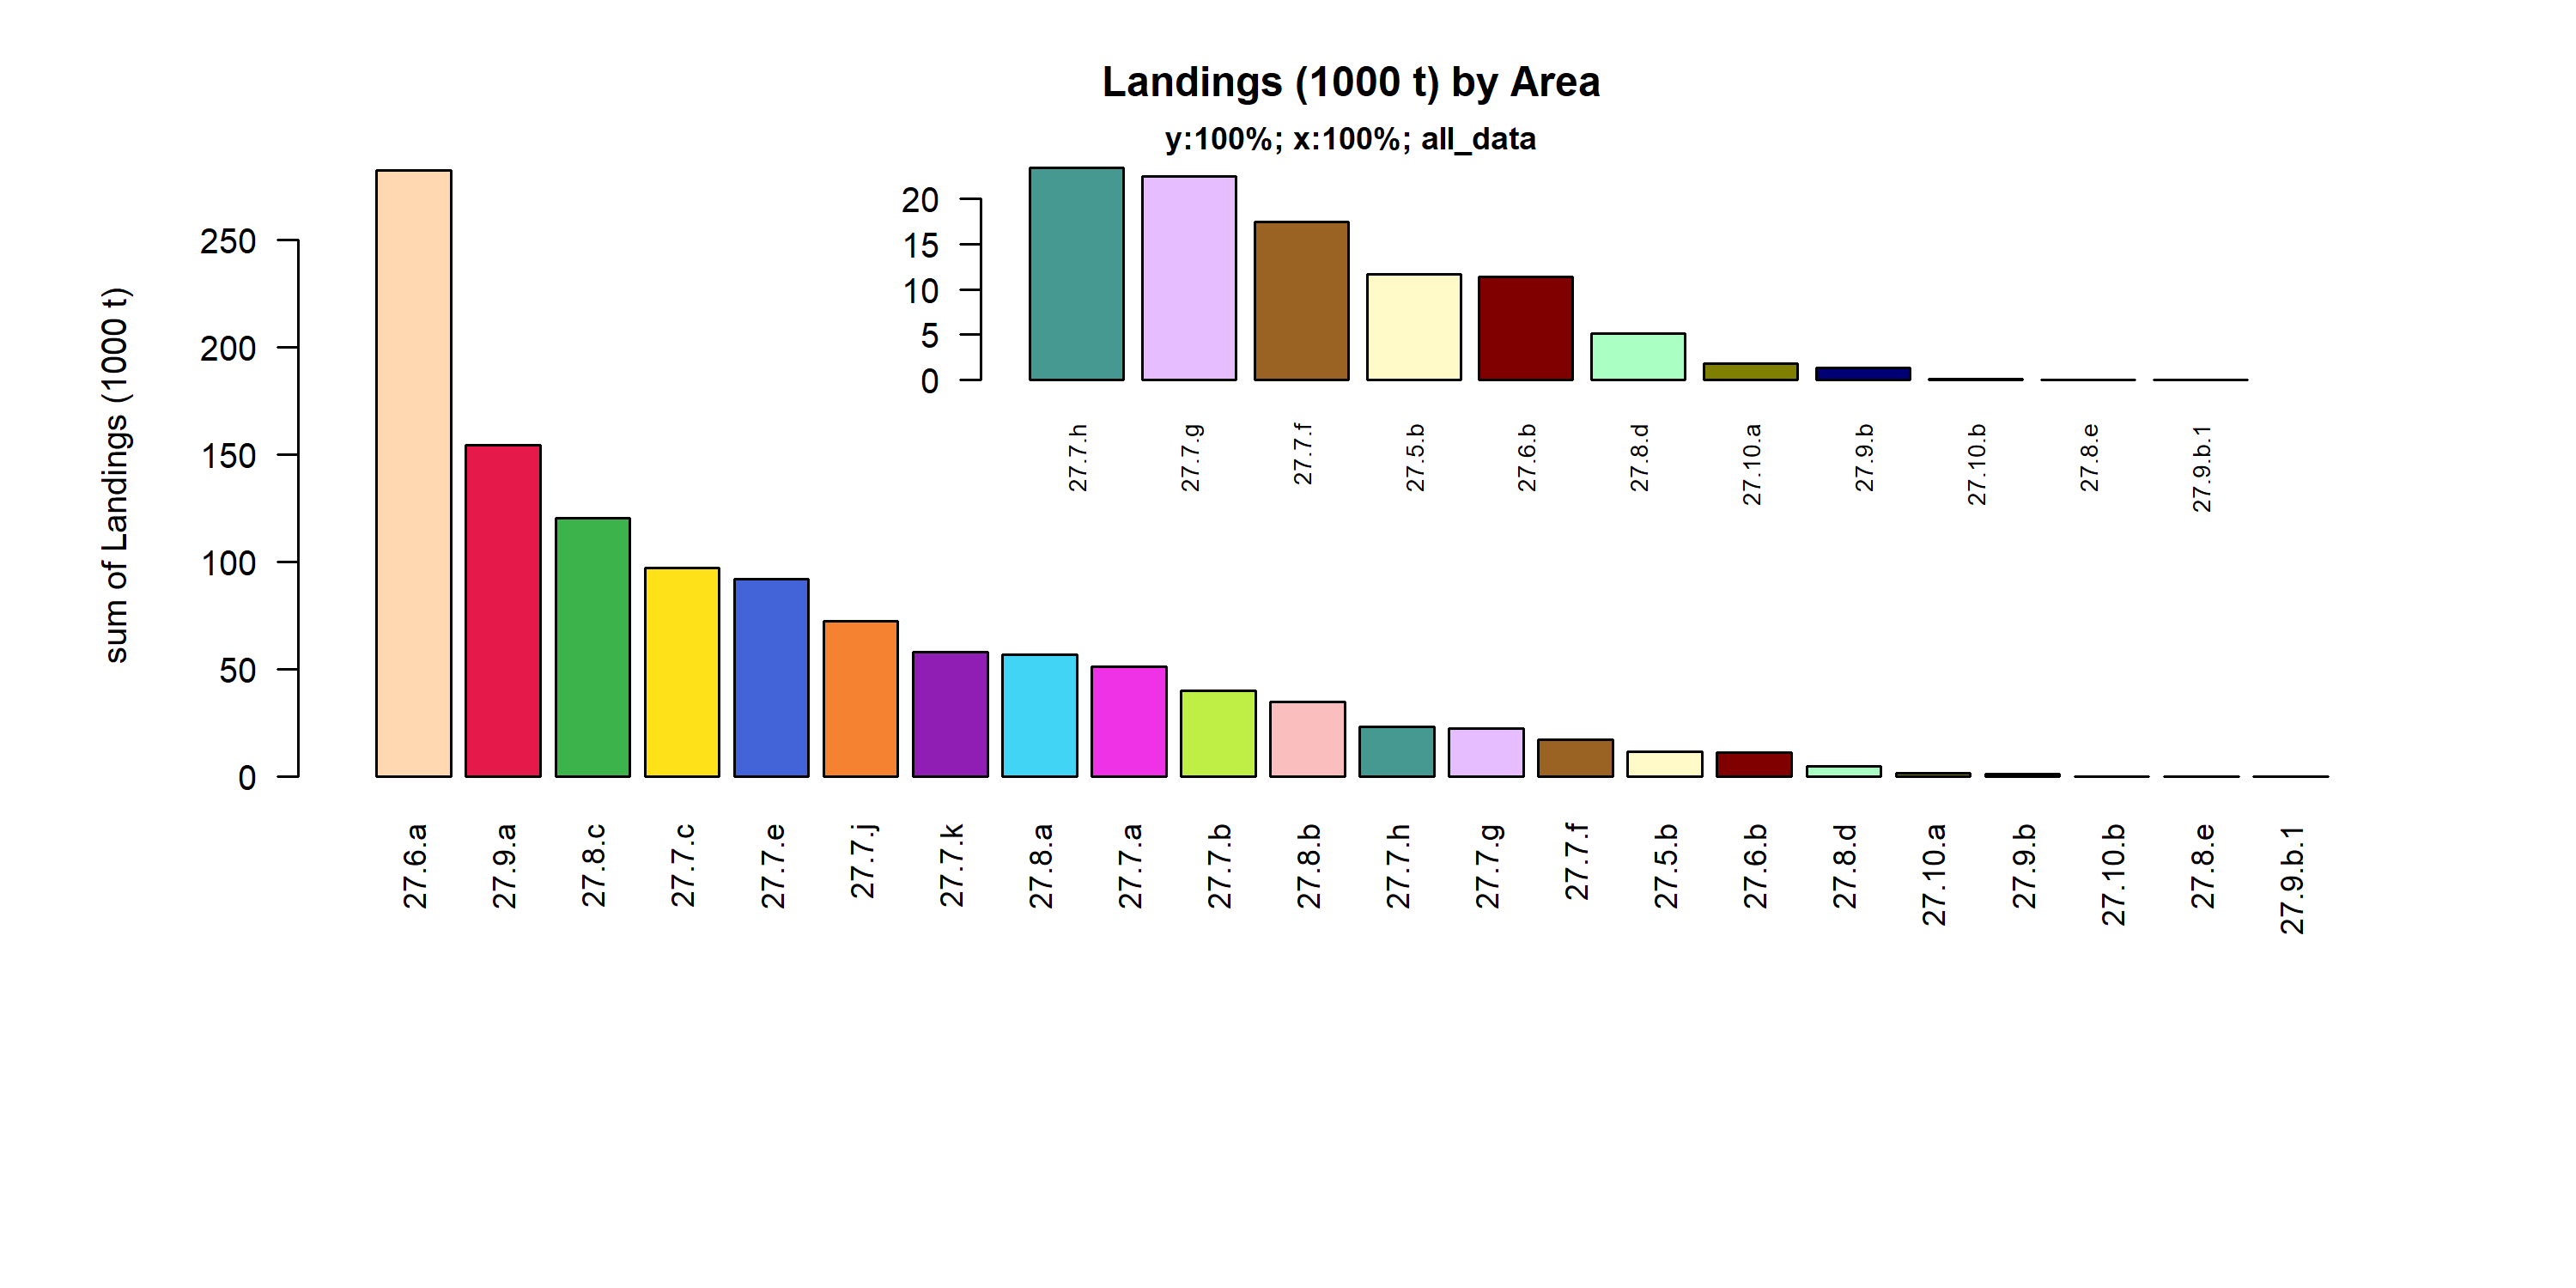 Landings (1000 t) by Area
y:100%; x:100%; all_data
sum of Landings (1000 t)
250
200
150
100
50
0
20
15
10
5
0
27.7.h
27.7.g
27.7.f
27.5.b
27.6.b
27.8.d
27.10.a
27.9.b
27.10.b
27.8.e
27.9.b.1
27.6.a
27.9.a
27.8.c
27.7.c
27.7.e
27.7.j
27.7.k
27.8.a
27.7.a
27.7.b
27.8.b
27.7.h
27.7.g
27.7.f
27.5.b
27.6.b
27.8.d
27.10.a
27.9.b
27.10.b
27.8.e
27.9.b.1